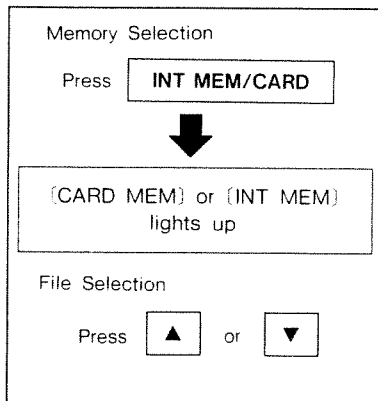 Memory Selection
Press INT MEM/CARD
[CARD MEM] or [INT MEM]
lights up
File Selection
Press ▲ or ▼